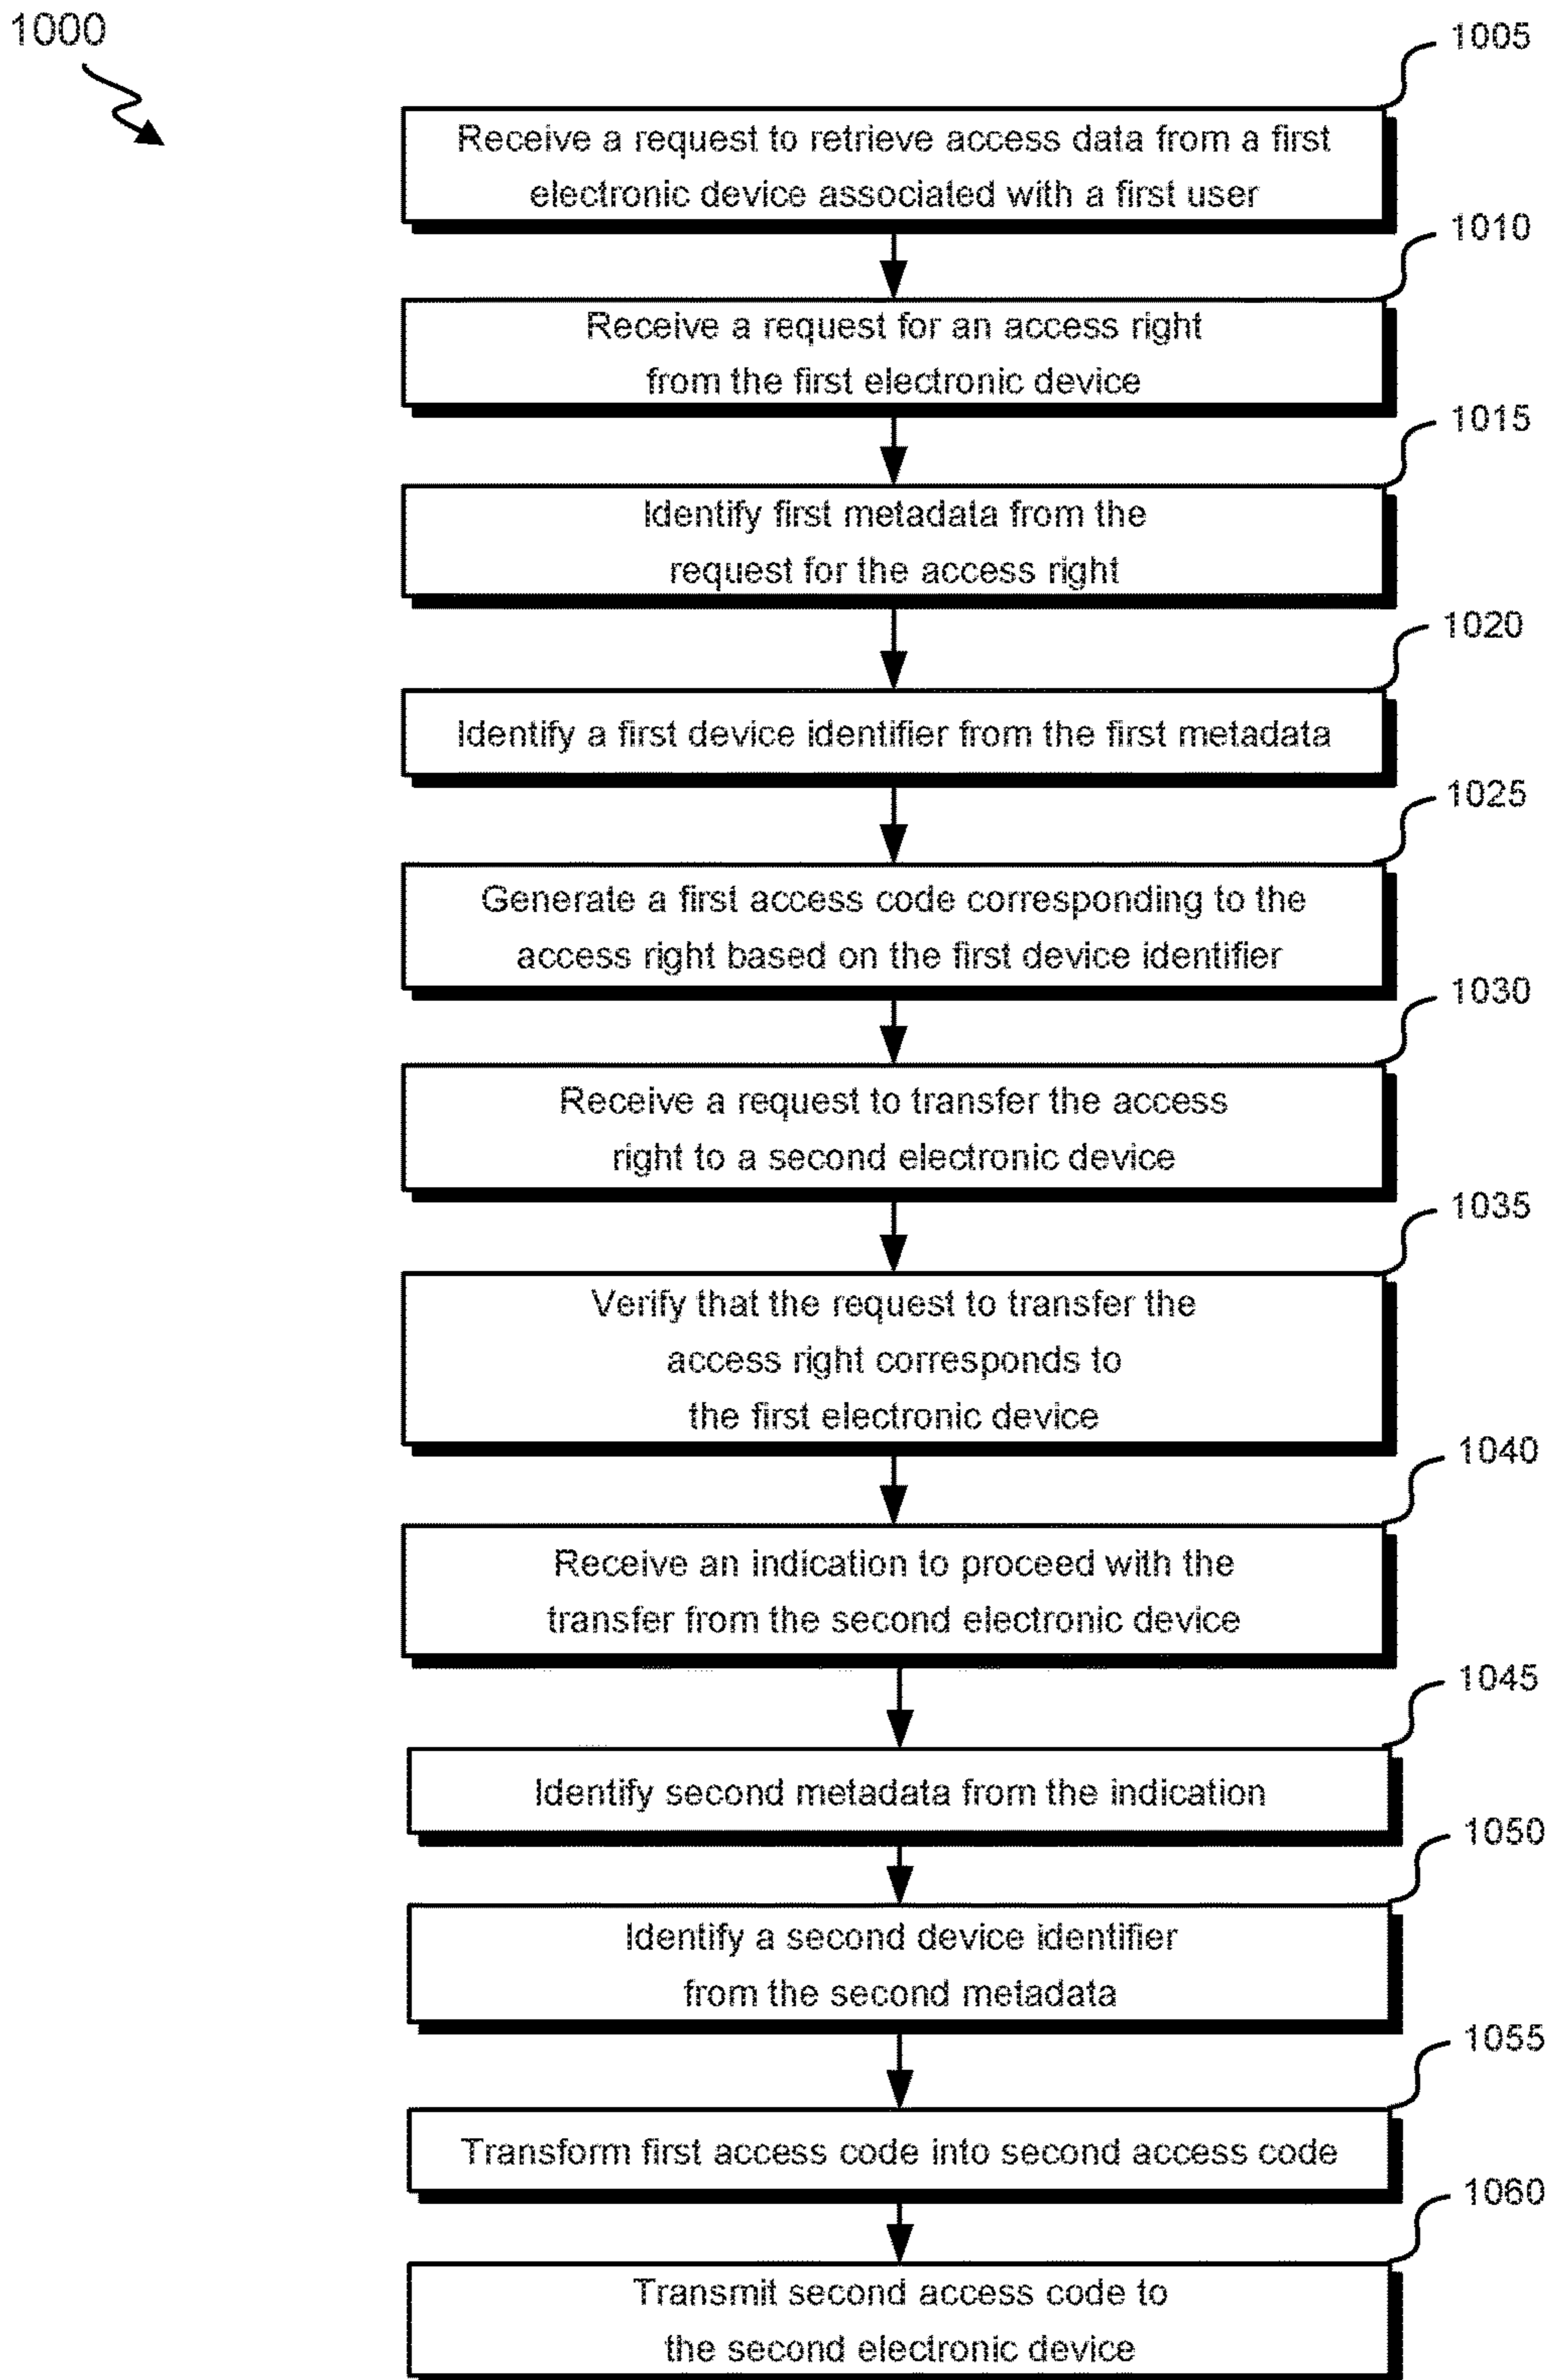 1000
1005
Receive a request to retrieve access data from a first
electronic device associated with a first user
1010
Receive a request for an access right
from the first electronic device
1015
Identify first metadata from the
request for the access right
1020
Identify a first device identifier from the first metadata
1025
Generate a first access code corresponding to the
access right based on the first device identifier
1030
Receive a request to transfer the access
right to a second electronic device
1035
Verify that the request to transfer the
access right corresponds to
the first electronic device
1040
Receive an indication to proceed with the
transfer from the second electronic device
1045
Identify second metadata from the indication
1050
Identify a second device identifier
from the second metadata
1055
Transform first access code into second access code
1060
Transmit second access code to
the second electronic device